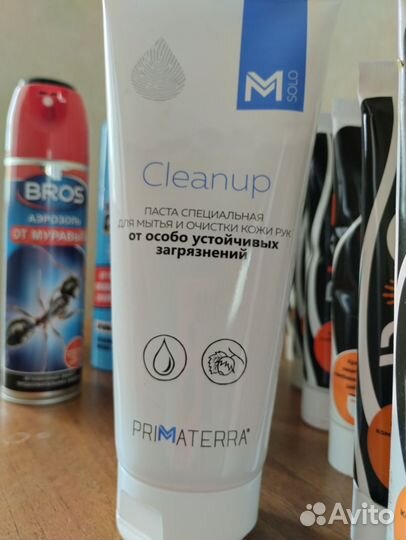 M
SOLO
Cleanup
ПАСТА СПЕЦИАЛЬНАЯ
ДЛЯ МЫТЬЯ И ОЧИСТКИ КОЖИ РУК
от особо устойчивых
загрязнений
PRIMATERRA®
BROS
АЭРОЗОЛЬ
ОТ МУРАВЬ
Avito